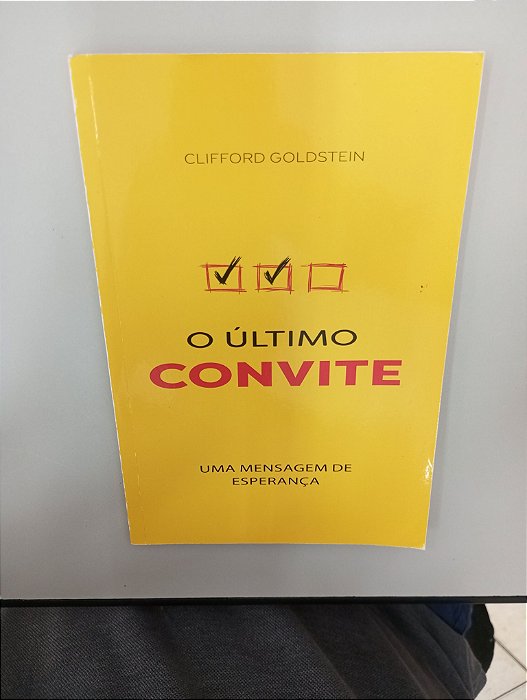 CLIFFORD GOLDSTEIN
O ÚLTIMO
CONVITE
UMA MENSAGEM DE
ESPERANÇA